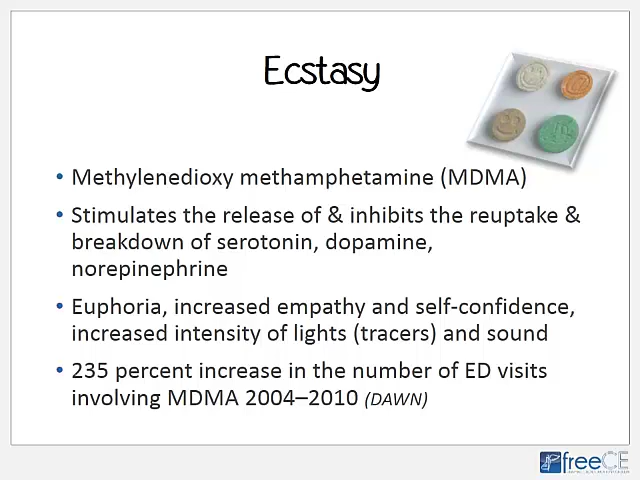 Ecstasy
• Methylenedioxy methamphetamine (MDMA)
• Stimulates the release of & inhibits the reuptake &
breakdown of serotonin, dopamine,
norepinephrine
• Euphoria, increased empathy and self-confidence,
increased intensity of lights (tracers) and sound
• 235 percent increase in the number of ED visits
involving MDMA 2004–2010 (DAWN)
freeCE